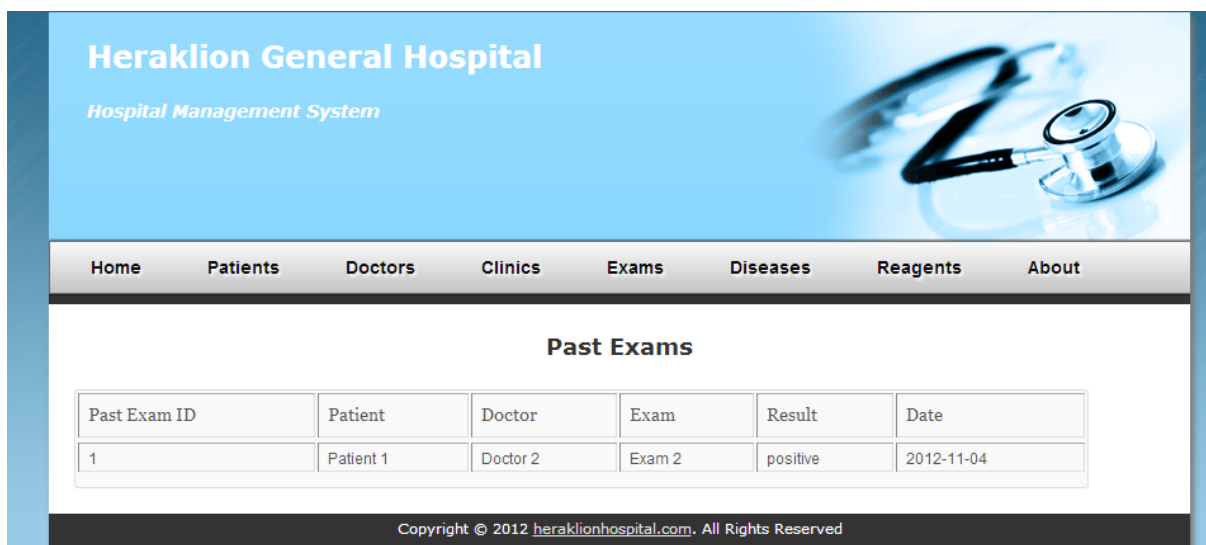 Heraklion General Hospital
Hospital Management System
Home Patients Doctors Clinics Exams Diseases Reagents About
Past Exams
Past Exam ID Patient Doctor Exam Result Date
1 Patient 1 Doctor 2 Exam 2 positive 2012-11-04
Copyright © 2012 heraklionhospital.com. All Rights Reserved